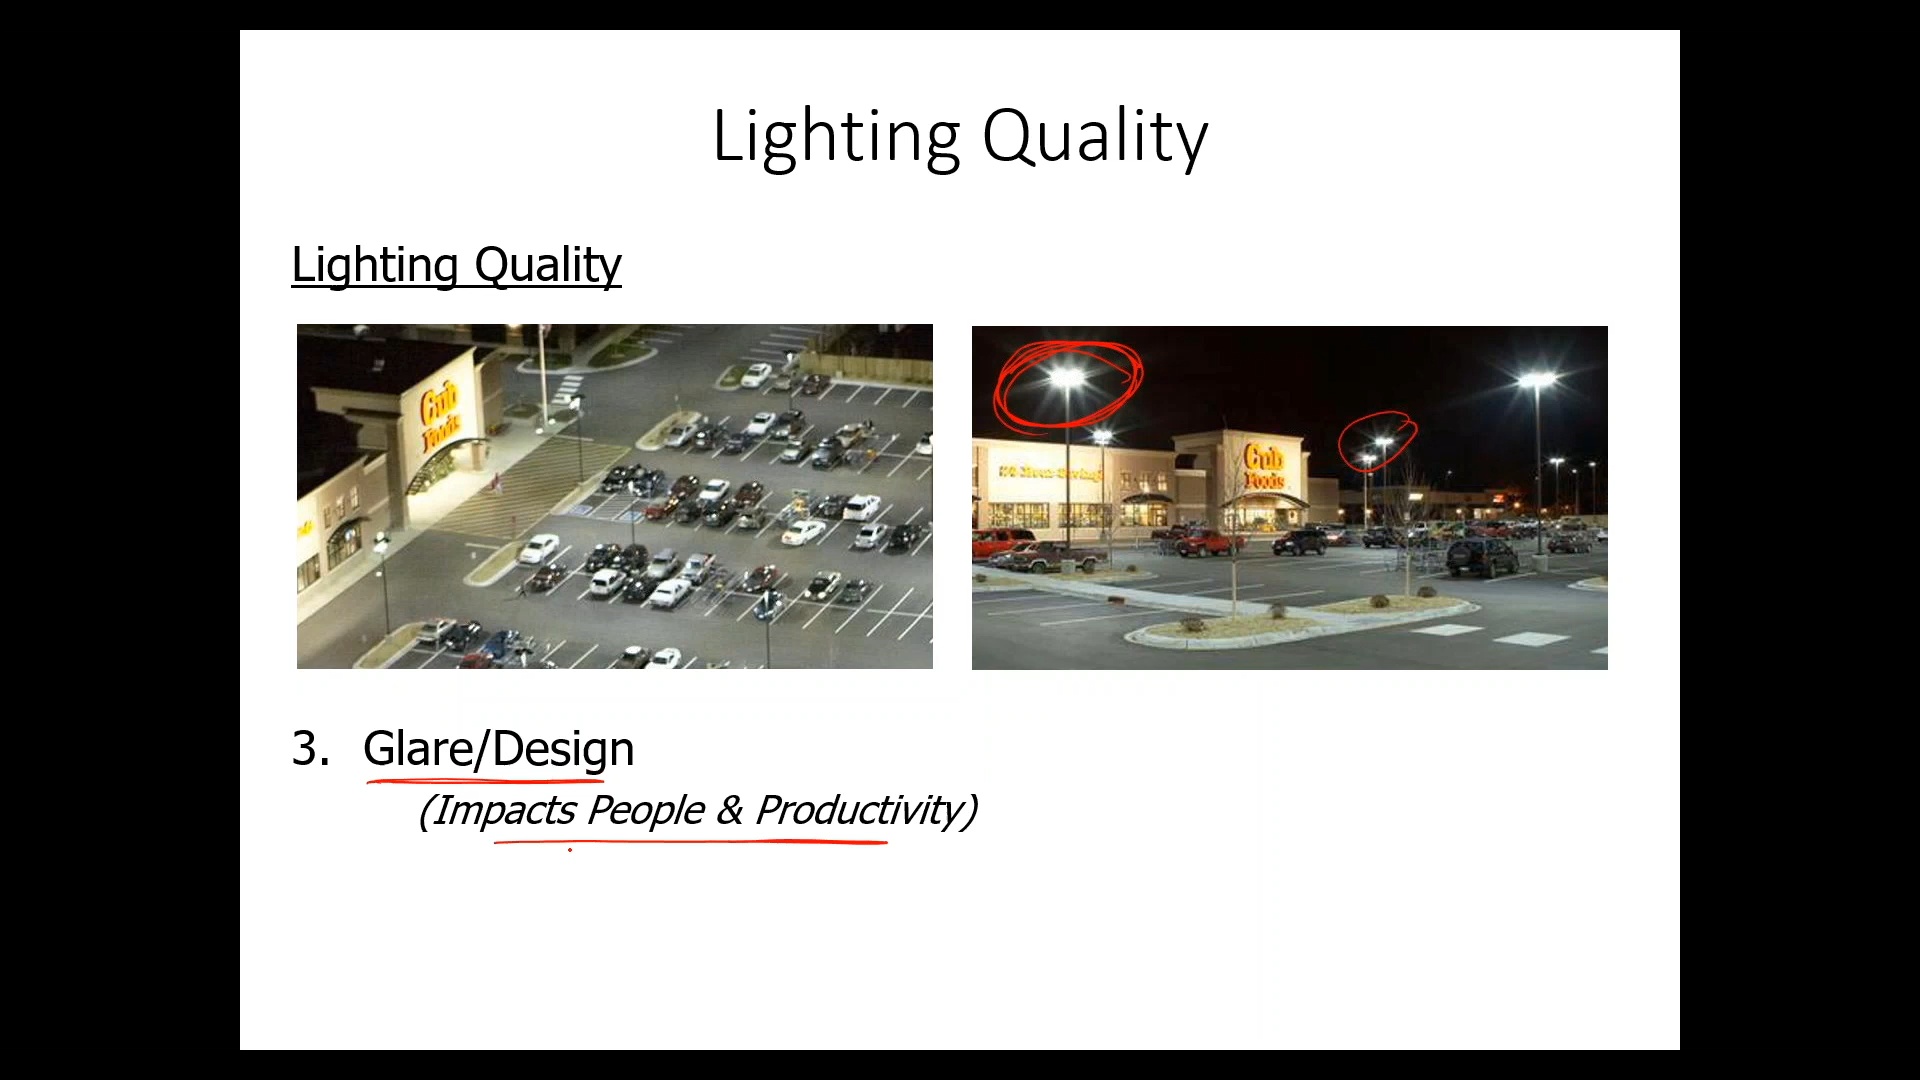 Lighting Quality
Lighting Quality
Cub
Foods
Cub
Foods
3. Glare/Design
(Impacts People & Productivity)